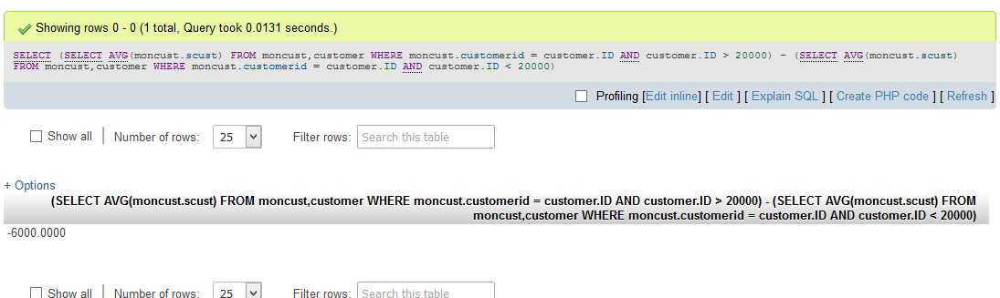 Showing rows 0 - 0 (1 total, Query took 0.0131 seconds.)
SELECT (SELECT AVG(moncust.scust) FROM moncust,customer WHERE moncust.customerid = customer.ID AND customer.ID > 20000) - (SELECT AVG(moncust.scust)
FROM moncust,customer WHERE moncust.customerid = customer.ID AND customer.ID < 20000)
Profiling [Edit inline] [ Edit ] [ Explain SQL ] [ Create PHP code ] [ Refresh ]
Show all Number of rows: 25 Filter rows: Search this table
+ Options
(SELECT AVG(moncust.scust) FROM moncust,customer WHERE moncust.customerid = customer.ID AND customer.ID > 20000) - (SELECT AVG(moncust.scust) FROM
moncust,customer WHERE moncust.customerid = customer.ID AND customer.ID < 20000)
-6000.0000
Show all Number of rows: 25 Filter rows: Search this table